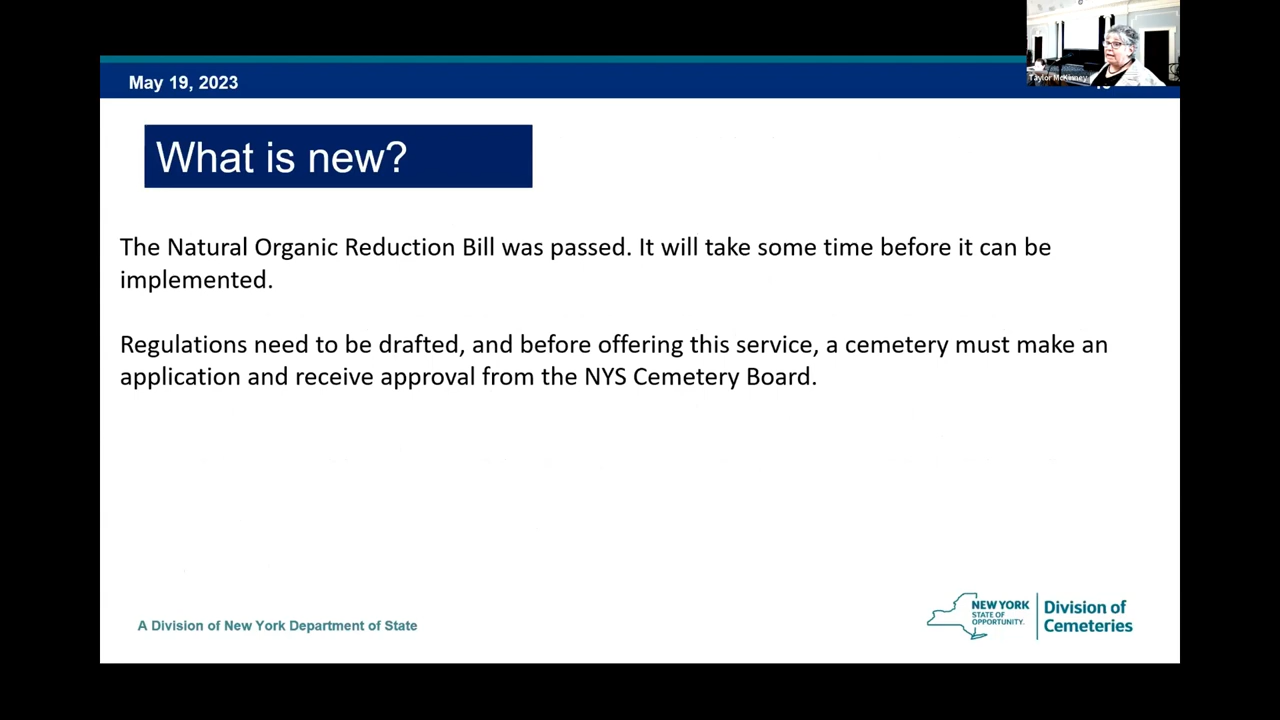 May 19, 2023
Taylor McKinney
What is new?
The Natural Organic Reduction Bill was passed. It will take some time before it can be
implemented.
Regulations need to be drafted, and before offering this service, a cemetery must make an
application and receive approval from the NYS Cemetery Board.
A Division of New York Department of State
NEW YORK
STATE OF
OPPORTUNITY.
Division of
Cemeteries